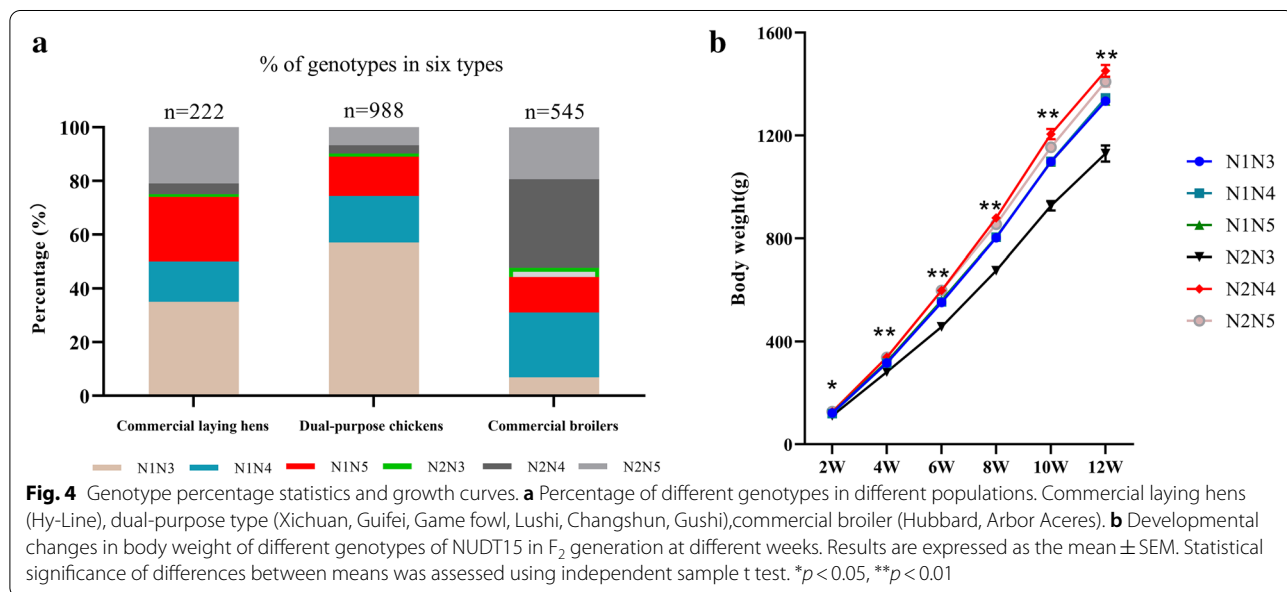 a
% of genotypes in six types
n=222 n=988 n=545
100
80
60
40
20
0
Percentage (%)
Commercial laying hens Dual-purpose chickens Commercial broilers
N1N3 N1N4 N1N5 N2N3 N2N4 N2N5
b
1600
1200
800
400
0
Body weight(g)
* ** ** ** ** **
2W 4W 6W 8W 10W 12W
N1N3
N1N4
N1N5
N2N3
N2N4
N2N5
Fig. 4 Genotype percentage statistics and growth curves. a Percentage of different genotypes in different populations. Commercial laying hens
(Hy-Line), dual-purpose type (Xichuan, Guifei, Game fowl, Lushi, Changshun, Gushi),commercial broiler (Hubbard, Arbor Aceres). b Developmental
changes in body weight of different genotypes of NUDT15 in F2 generation at different weeks. Results are expressed as the mean ± SEM. Statistical
significance of differences between means was assessed using independent sample t test. *p < 0.05, **p < 0.01